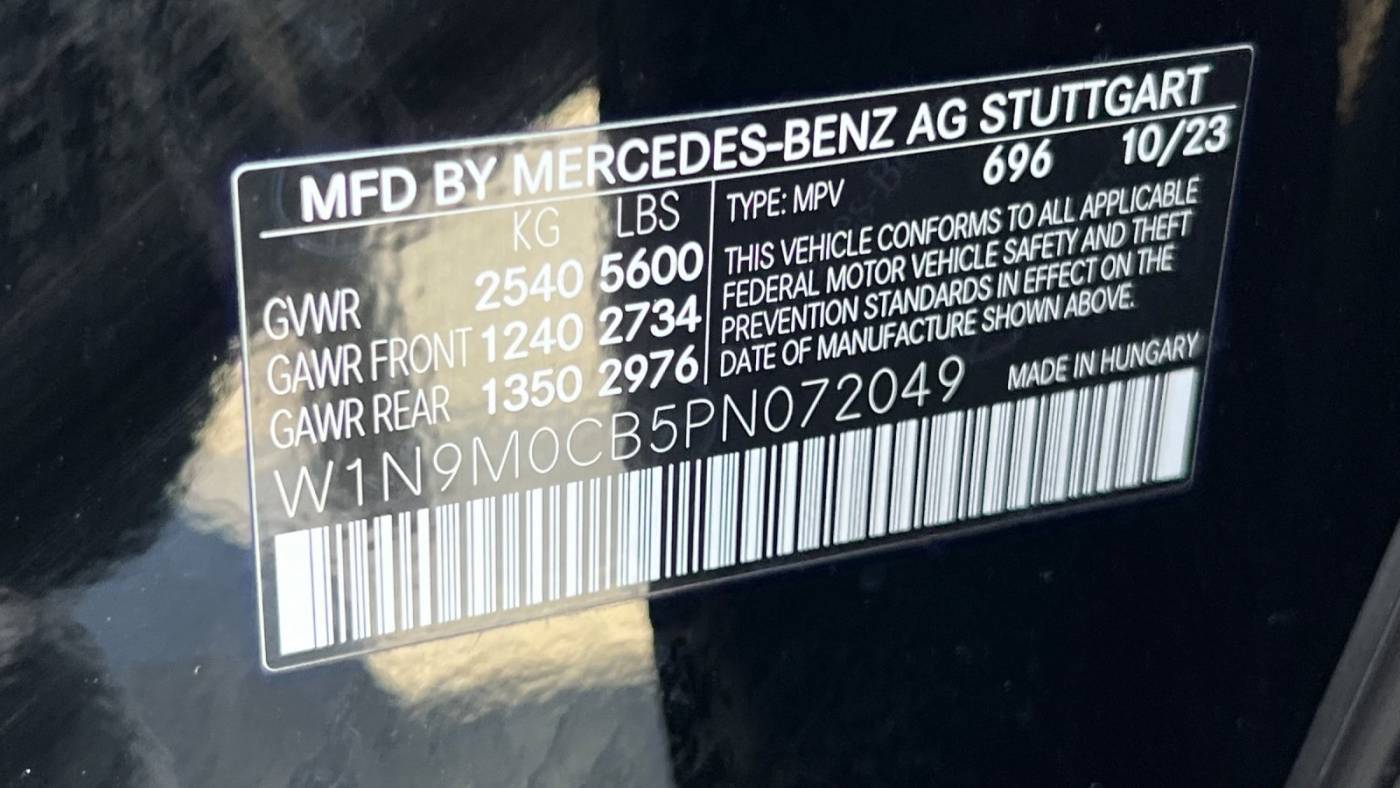 MFD BY MERCEDES-BENZ AG STUTTGART
KG LBS
GVWR 2540 5600
GAWR FRONT 1240 2734
GAWR REAR 1350 2976
696 10/23
TYPE: MPV
THIS VEHICLE CONFORMS TO ALL APPLICABLE
FEDERAL MOTOR VEHICLE SAFETY AND THEFT
PREVENTION STANDARDS IN EFFECT ON THE
DATE OF MANUFACTURE SHOWN ABOVE.
W1N9M0CB5PN072049
MADE IN HUNGARY